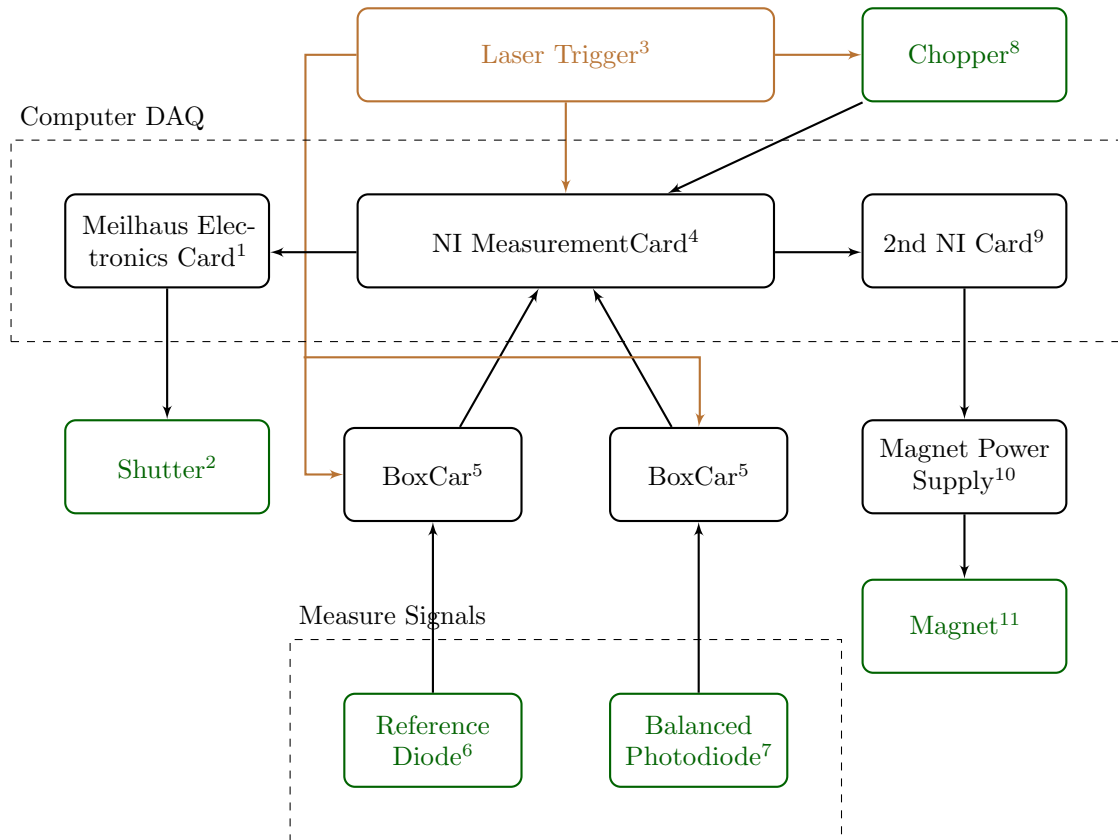 Laser Trigger³
Chopper⁸
Computer DAQ
Meilhaus Elec-
tronics Card¹
NI MeasurementCard⁴
2nd NI Card⁹
Shutter²
BoxCar⁵
BoxCar⁵
Magnet Power
Supply¹⁰
Measure Signals
Magnet¹¹
Reference
Diode⁶
Balanced
Photodiode⁷